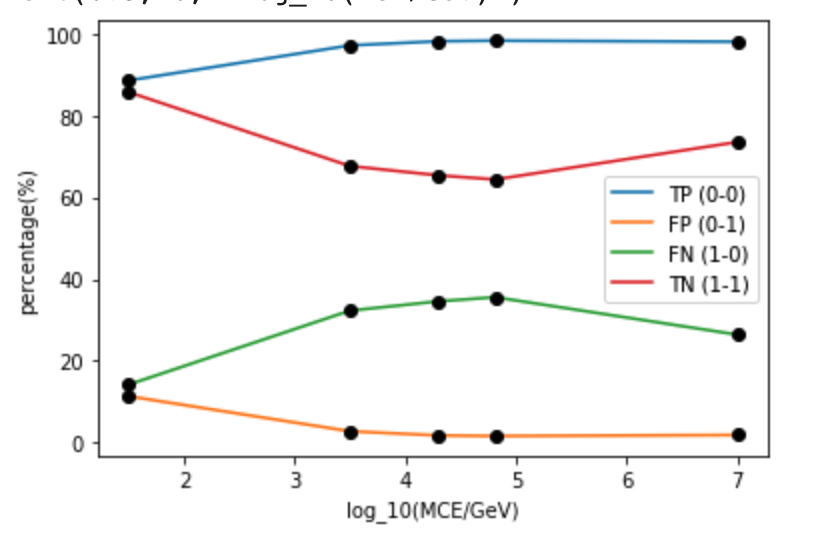 100
80
60
40
20
0
percentage(%)
TP (0-0)
FP (0-1)
FN (1-0)
TN (1-1)
2 3 4 5 6 7
log_10(MCE/GeV)